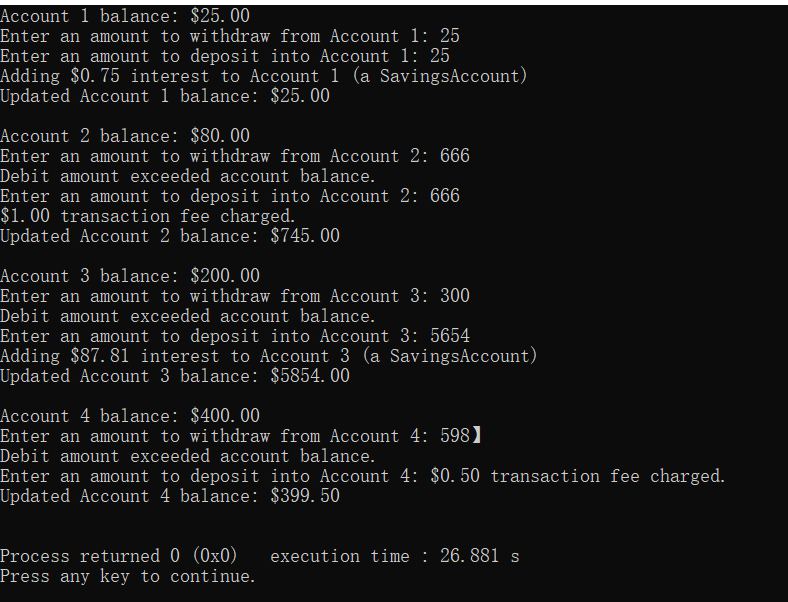 Account 1 balance: $25.00
Enter an amount to withdraw from Account 1: 25
Enter an amount to deposit into Account 1: 25
Adding $0.75 interest to Account 1 (a SavingsAccount)
Updated Account 1 balance: $25.00
Account 2 balance: $80.00
Enter an amount to withdraw from Account 2: 666
Debit amount exceeded account balance.
Enter an amount to deposit into Account 2: 666
$1.00 transaction fee charged.
Updated Account 2 balance: $745.00
Account 3 balance: $200.00
Enter an amount to withdraw from Account 3: 300
Debit amount exceeded account balance.
Enter an amount to deposit into Account 3: 5654
Adding $87.81 interest to Account 3 (a SavingsAccount)
Updated Account 3 balance: $5854.00
Account 4 balance: $400.00
Enter an amount to withdraw from Account 4: 598】
Debit amount exceeded account balance.
Enter an amount to deposit into Account 4: $0.50 transaction fee charged.
Updated Account 4 balance: $399.50
Process returned 0 (0x0)   execution time : 26.881 s
Press any key to continue.